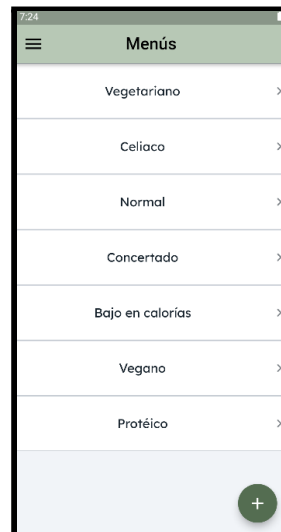 7:24
Menús
Vegetariano
Celiaco
Normal
Concertado
Bajo en calorías
Vegano
Protéico
+